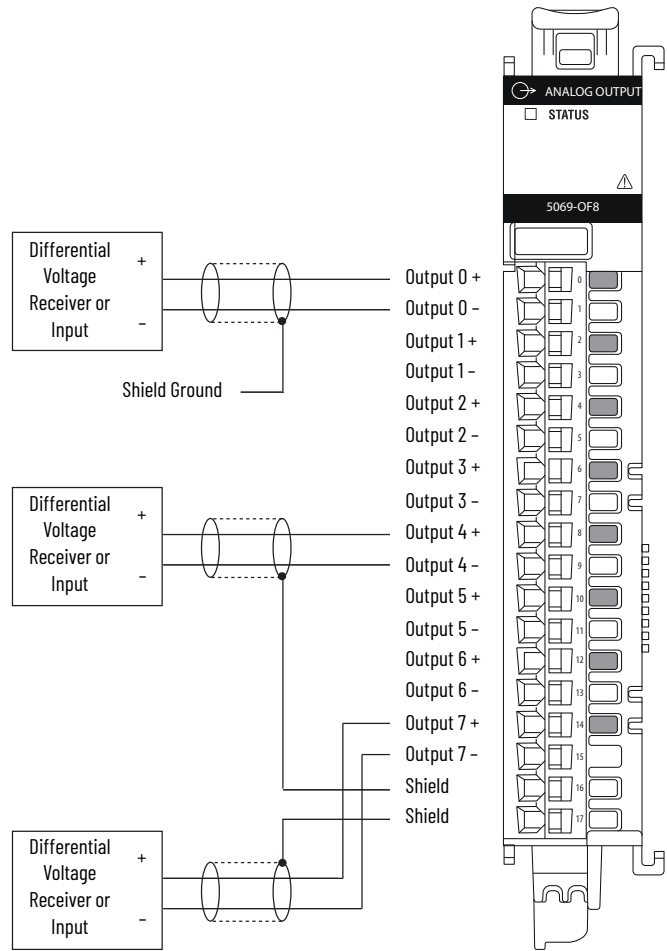 ANALOG OUTPUT
STATUS
5069-OF8
Differential
Voltage
Receiver or
Input
+
–
Shield Ground
Differential
Voltage
Receiver or
Input
+
–
Differential
Voltage
Receiver or
Input
+
–
Output 0 +
Output 0 –
Output 1 +
Output 1 –
Output 2 +
Output 2 –
Output 3 +
Output 3 –
Output 4 +
Output 4 –
Output 5 +
Output 5 –
Output 6 +
Output 6 –
Output 7 +
Output 7 –
Shield
Shield
0
1
2
3
4
5
6
7
8
9
10
11
12
13
14
15
16
17